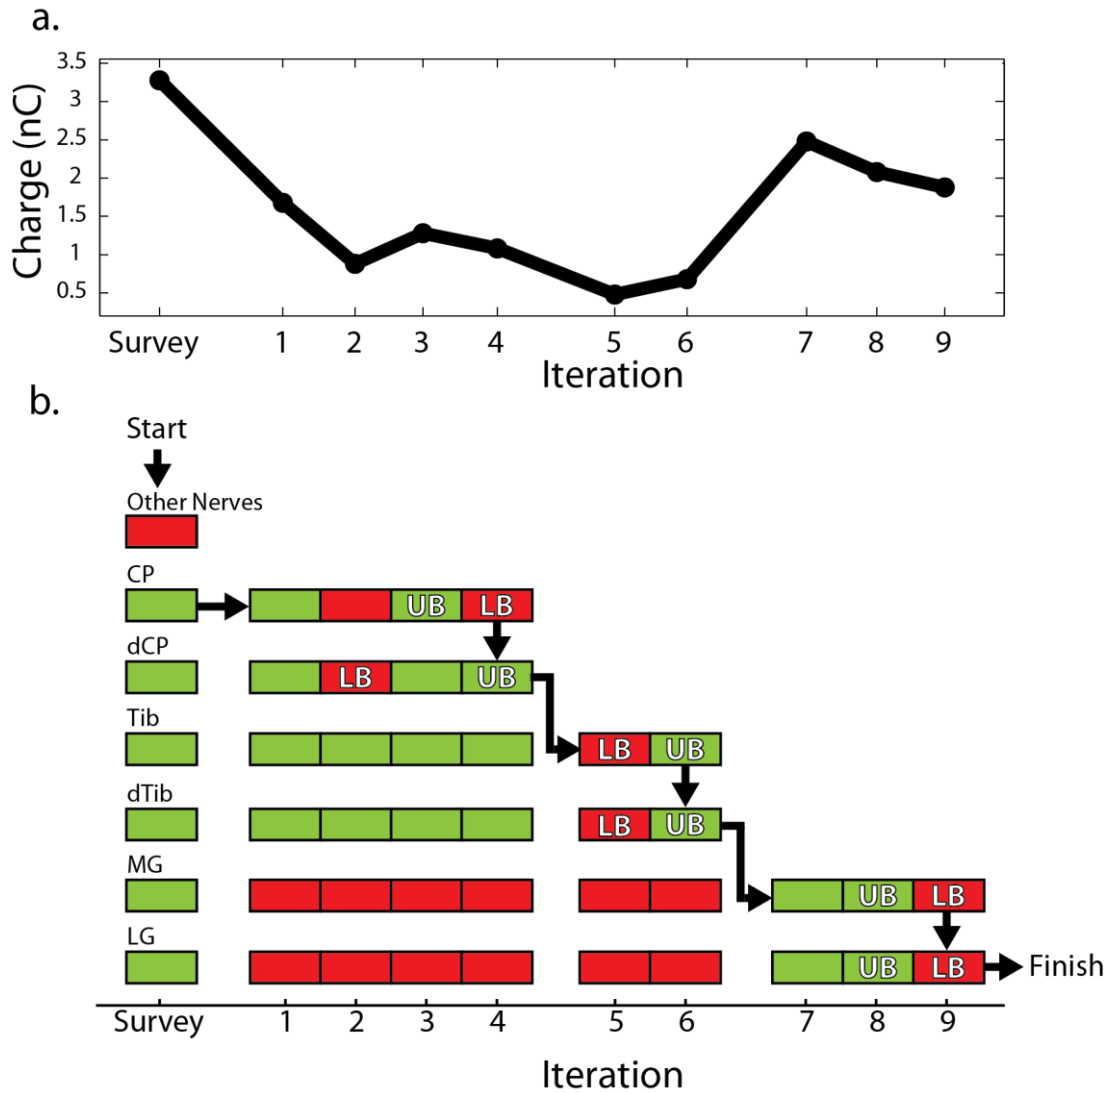 a.
Charge (nC)
3.5
3
2.5
2
1.5
1
0.5
Survey 1 2 3 4 5 6 7 8 9
Iteration
b.
Start
Other Nerves
CP
UB LB
dCP
LB UB
Tib
LB UB
dTib
LB UB
MG
UB LB
LG
UB LB Finish
Survey 1 2 3 4 5 6 7 8 9
Iteration